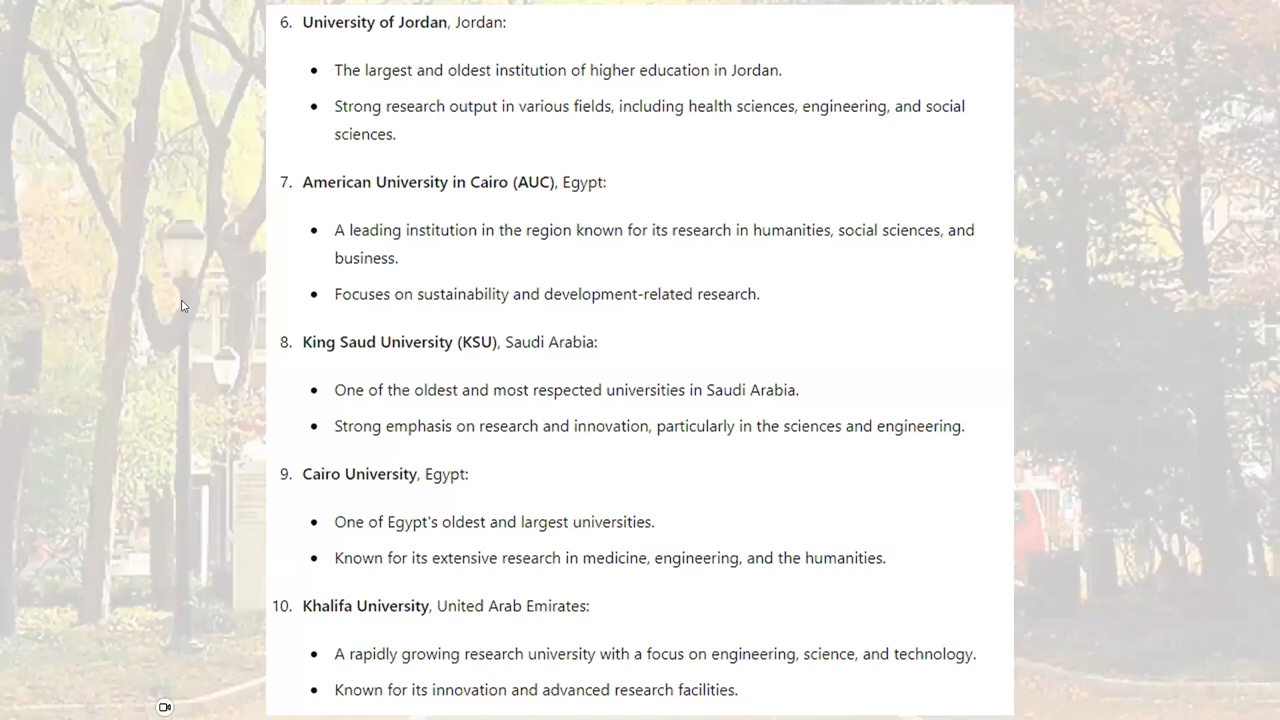 6. University of Jordan, Jordan:
• The largest and oldest institution of higher education in Jordan.
• Strong research output in various fields, including health sciences, engineering, and social
sciences.
7. American University in Cairo (AUC), Egypt:
• A leading institution in the region known for its research in humanities, social sciences, and
business.
• Focuses on sustainability and development-related research.
8. King Saud University (KSU), Saudi Arabia:
• One of the oldest and most respected universities in Saudi Arabia.
• Strong emphasis on research and innovation, particularly in the sciences and engineering.
9. Cairo University, Egypt:
• One of Egypt's oldest and largest universities.
• Known for its extensive research in medicine, engineering, and the humanities.
10. Khalifa University, United Arab Emirates:
• A rapidly growing research university with a focus on engineering, science, and technology.
• Known for its innovation and advanced research facilities.